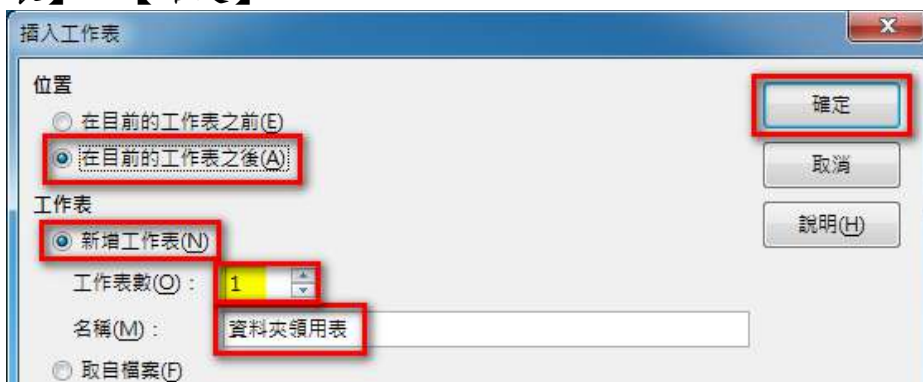 插入工作表
位置
在目前的工作表之前(E)
確定
在目前的工作表之後(A)
取消
工作表
新增工作表(N)
說明(H)
工作表數(O)：
1
名稱(M)：
資料夾領用表
取自檔案(F)